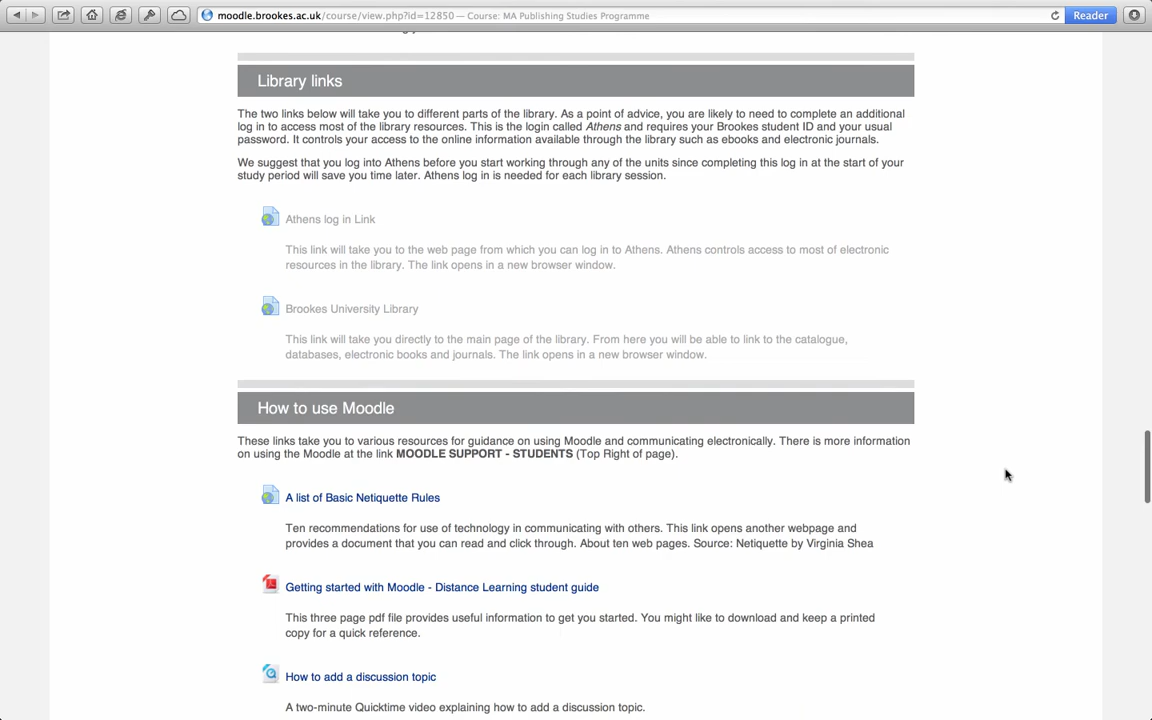 moodle.brookes.ac.uk/course/view.php?id=12850 — Course: MA Publishing Studies Programme
Reader
Library links
The two links below will take you to different parts of the library. As a point of advice, you are likely to need to complete an additional
log in to access most of the library resources. This is the login called Athens and requires your Brookes student ID and your usual
password. It controls your access to the online information available through the library such as ebooks and electronic journals.
We suggest that you log into Athens before you start working through any of the units since completing this log in at the start of your
study period will save you time later. Athens log in is needed for each library session.
Athens log in Link
This link will take you to the web page from which you can log in to Athens. Athens controls access to most of electronic
resources in the library. The link opens in a new browser window.
Brookes University Library
This link will take you directly to the main page of the library. From here you will be able to link to the catalogue,
databases, electronic books and journals. The link opens in a new browser window.
How to use Moodle
These links take you to various resources for guidance on using Moodle and communicating electronically. There is more information
on using the Moodle at the link MOODLE SUPPORT - STUDENTS (Top Right of page).
A list of Basic Netiquette Rules
Ten recommendations for use of technology in communicating with others. This link opens another webpage and
provides a document that you can read and click through. About ten web pages. Source: Netiquette by Virginia Shea
Getting started with Moodle - Distance Learning student guide
This three page pdf file provides useful information to get you started. You might like to download and keep a printed
copy for a quick reference.
How to add a discussion topic
A two-minute Quicktime video explaining how to add a discussion topic.